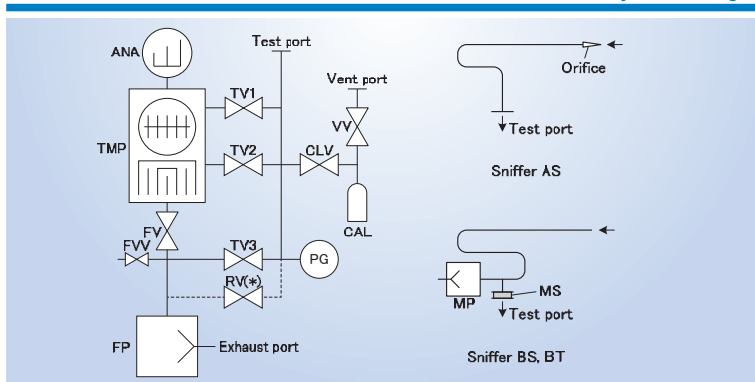 Test port
ANA
Vent port
TV1
VV
TMP
TV2
CLV
CAL
FV
FVV
TV3
PG
RV(*)
FP
Exhaust port
Orifice
Test port
Sniffer AS
MP
MS
Test port
Sniffer BS, BT